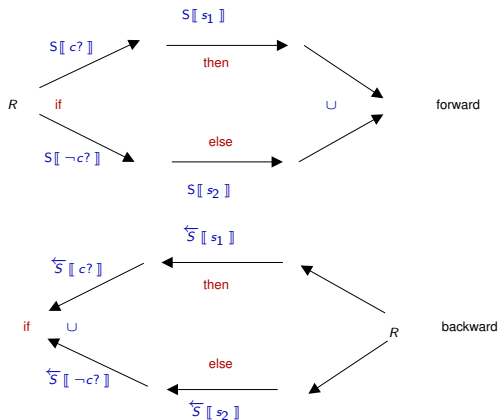 S⟦ s₁ ⟧
S⟦ c? ⟧
then
R if ∪ forward
else
S⟦ ¬c? ⟧
S⟦ s₂ ⟧
S⃖⟦ s₁ ⟧
S⃖⟦ c? ⟧
then
if ∪ R backward
else
S⃖⟦ ¬c? ⟧
S⃖⟦ s₂ ⟧